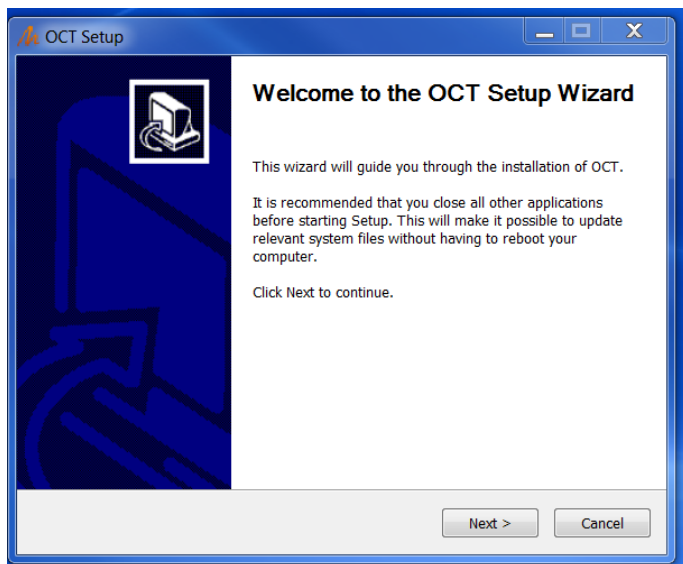 OCT Setup
Welcome to the OCT Setup Wizard
This wizard will guide you through the installation of OCT.
It is recommended that you close all other applications
before starting Setup. This will make it possible to update
relevant system files without having to reboot your
computer.
Click Next to continue.
Next >
Cancel